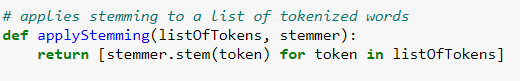 # applies stemming to a list of tokenized words
def applyStemming(listOfTokens, stemmer):
    return [stemmer.stem(token) for token in listOfTokens]